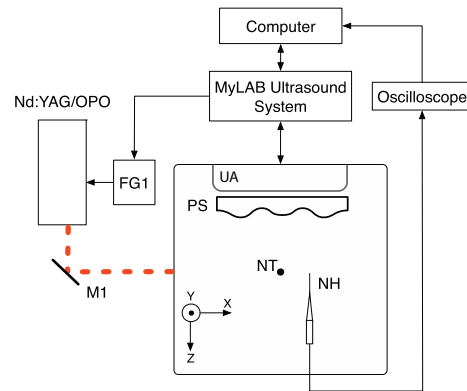 Computer
MyLAB Ultrasound
System
Oscilloscope
Nd:YAG/OPO
FG1
UA
PS
NT
NH
M1
Y
X
Z